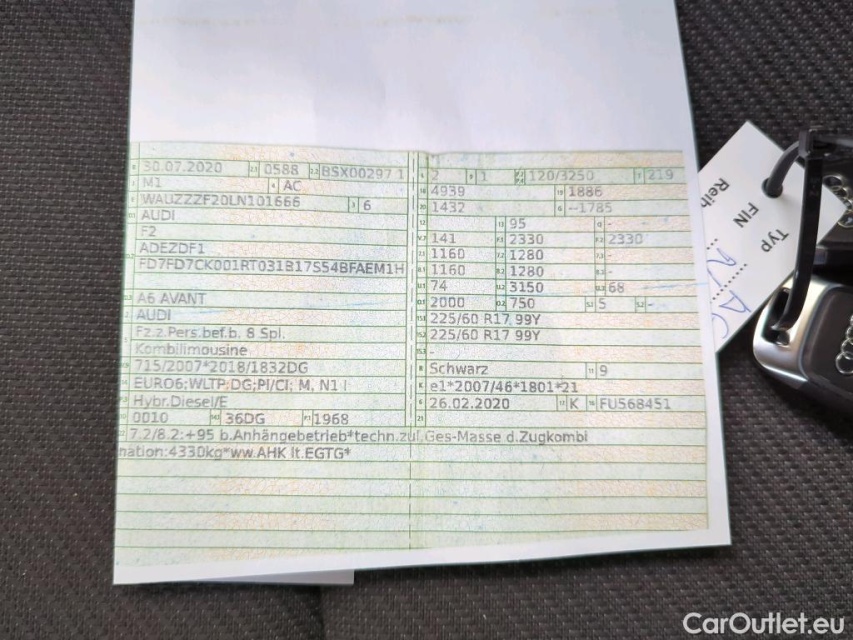 30.07.2020 0588 BSX00297 1
M1 AC
WAUZZZF20LN101666 6
AUDI
F2
ADEZDF1
FD7FD7CK001RT031B17S54BFAEM1H
A6 AVANT
AUDI
Fz.z.Pers.bef.b. 8 Spl.
Kombilimousine
715/2007*2018/1832DG
EURO6;WLTP;DG;PI/CI; M, N1 I
Hybr.Diesel/E
0010 36DG 1968
2 1 120/3250 219
4939 1886
1432 --1785
95 -
141 2330 2330
1160 1280 -
1160 1280 -
74 3150 68
2000 750 5 -
225/60 R17 99Y
225/60 R17 99Y
-
Schwarz 9
e1*2007/46*1801*21
26.02.2020 K FU568451
7.2/8.2:+95 b.Anhängebetrieb*techn.zul.Ges-Masse d.Zugkombi
nation:4330kg*ww.AHK lt.EGTG*
Typ
FIN
Reih
CarOutlet.eu